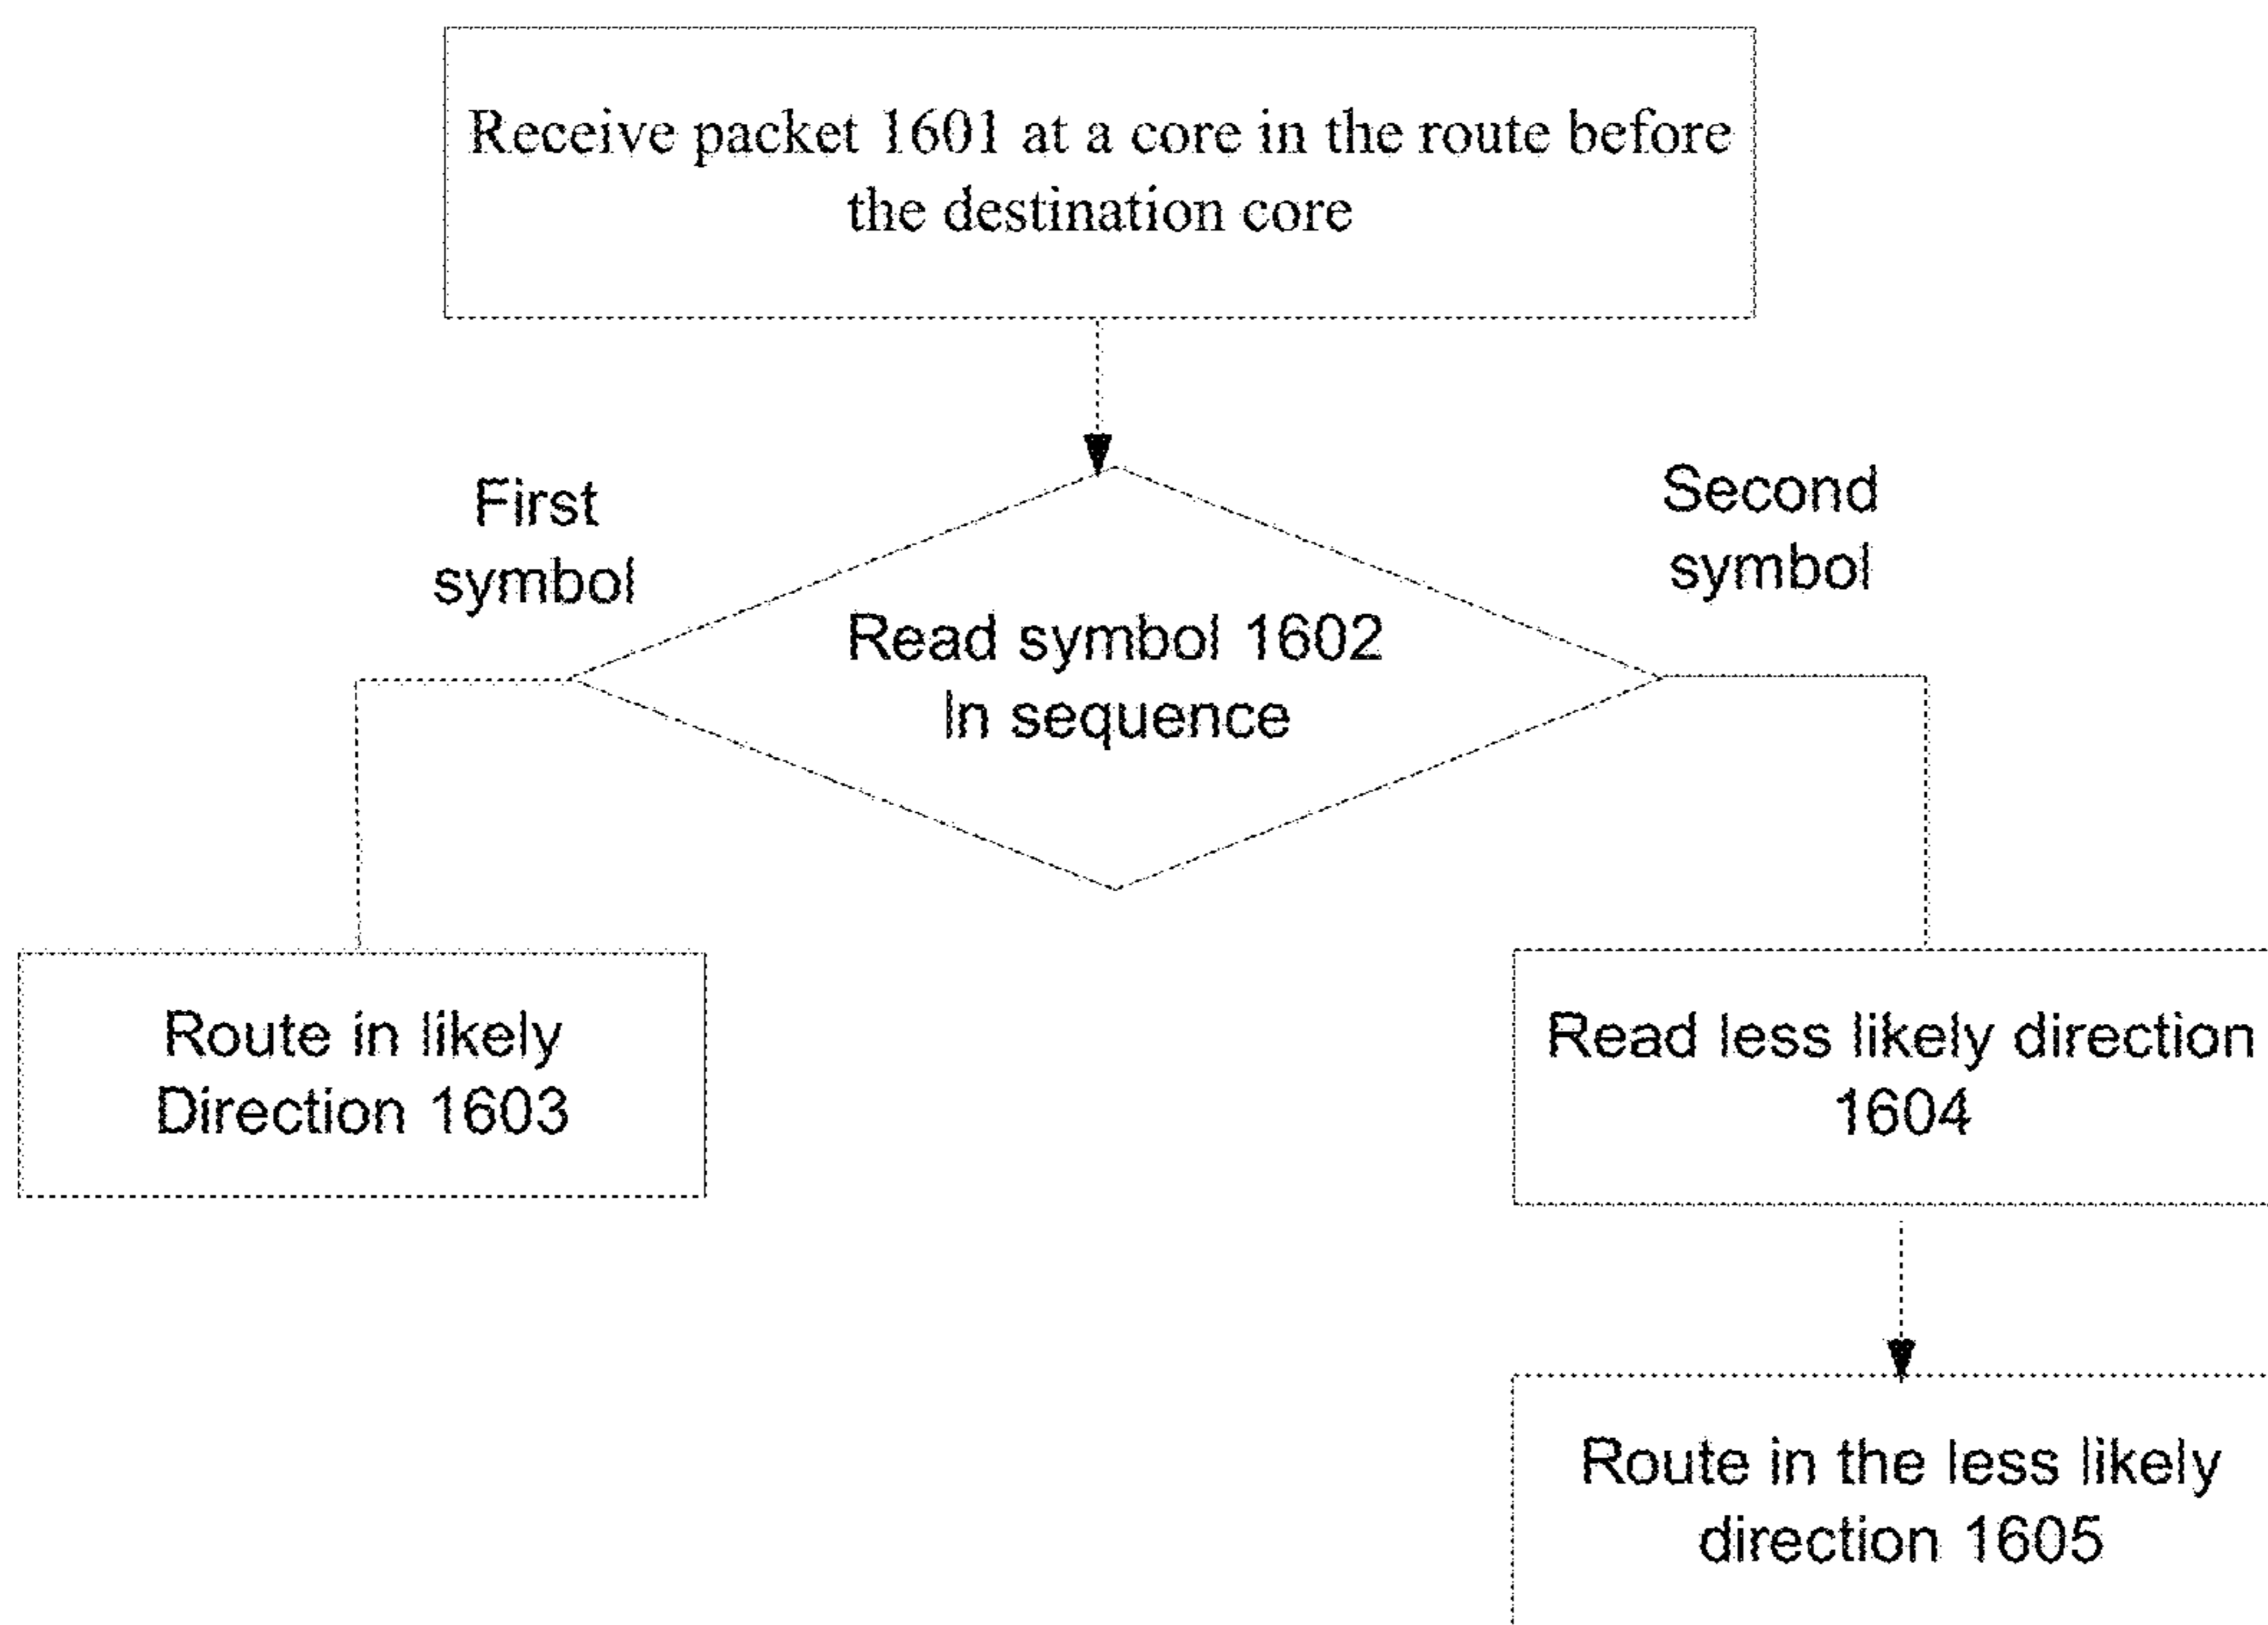 Receive packet 1601 at a core in the route before
the destination core
First
symbol
Second
symbol
Read symbol 1602
In sequence
Route in likely
Direction 1603
Read less likely direction
1604
Route in the less likely
direction 1605